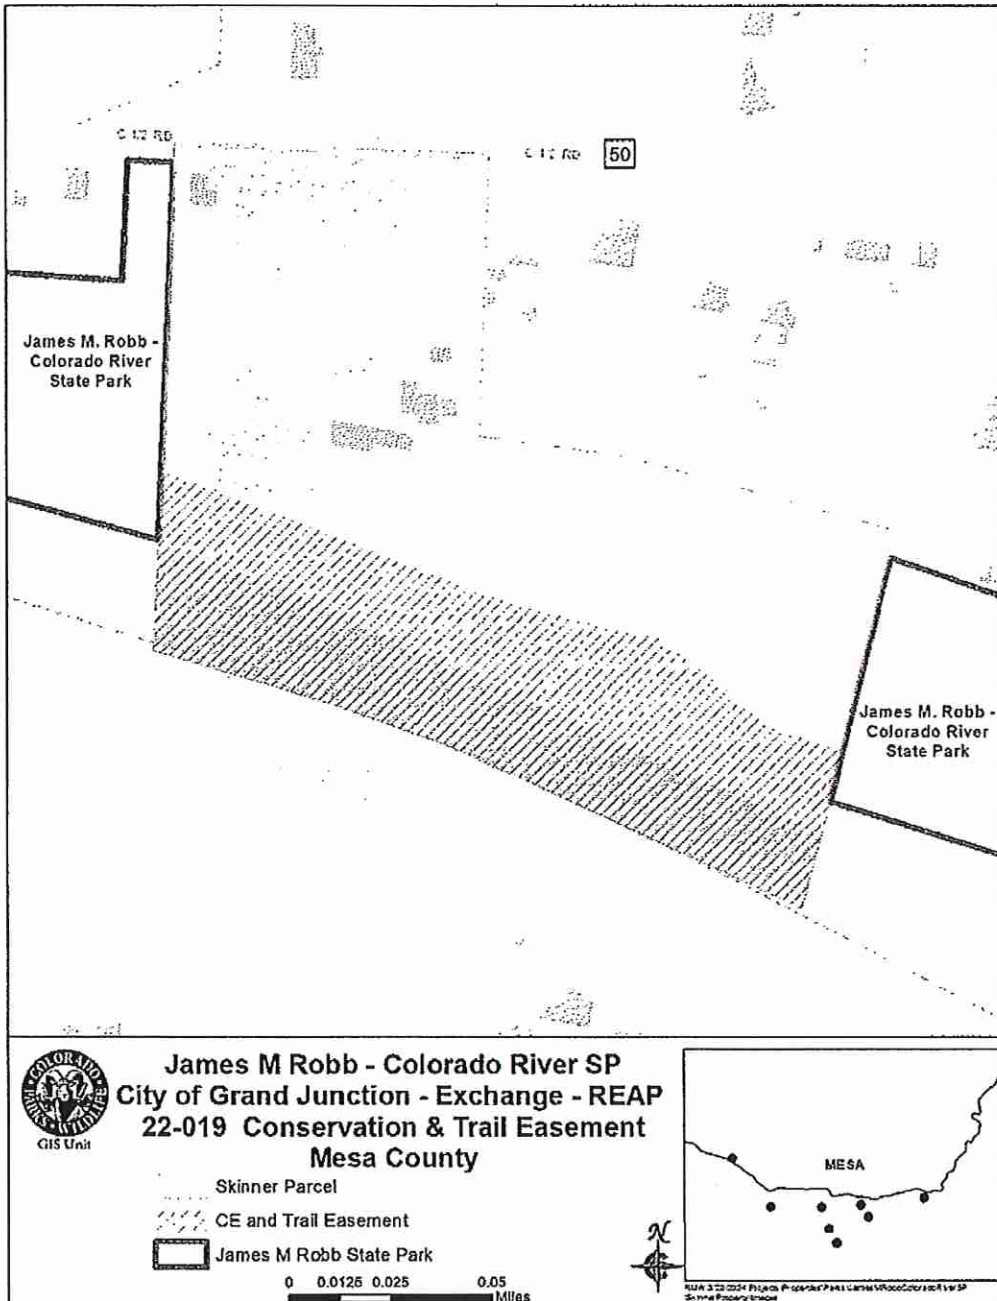 C 1/2 RD
C 1/2 RD
50
James M. Robb -
Colorado River
State Park
James M. Robb -
Colorado River
State Park
COLORADO
PARKS • WILDLIFE
GIS Unit
James M Robb - Colorado River SP
City of Grand Junction - Exchange - REAP
22-019 Conservation & Trail Easement
Mesa County
Skinner Parcel
CE and Trail Easement
James M Robb State Park
0 0.0125 0.025 0.05
Miles
N
MESA